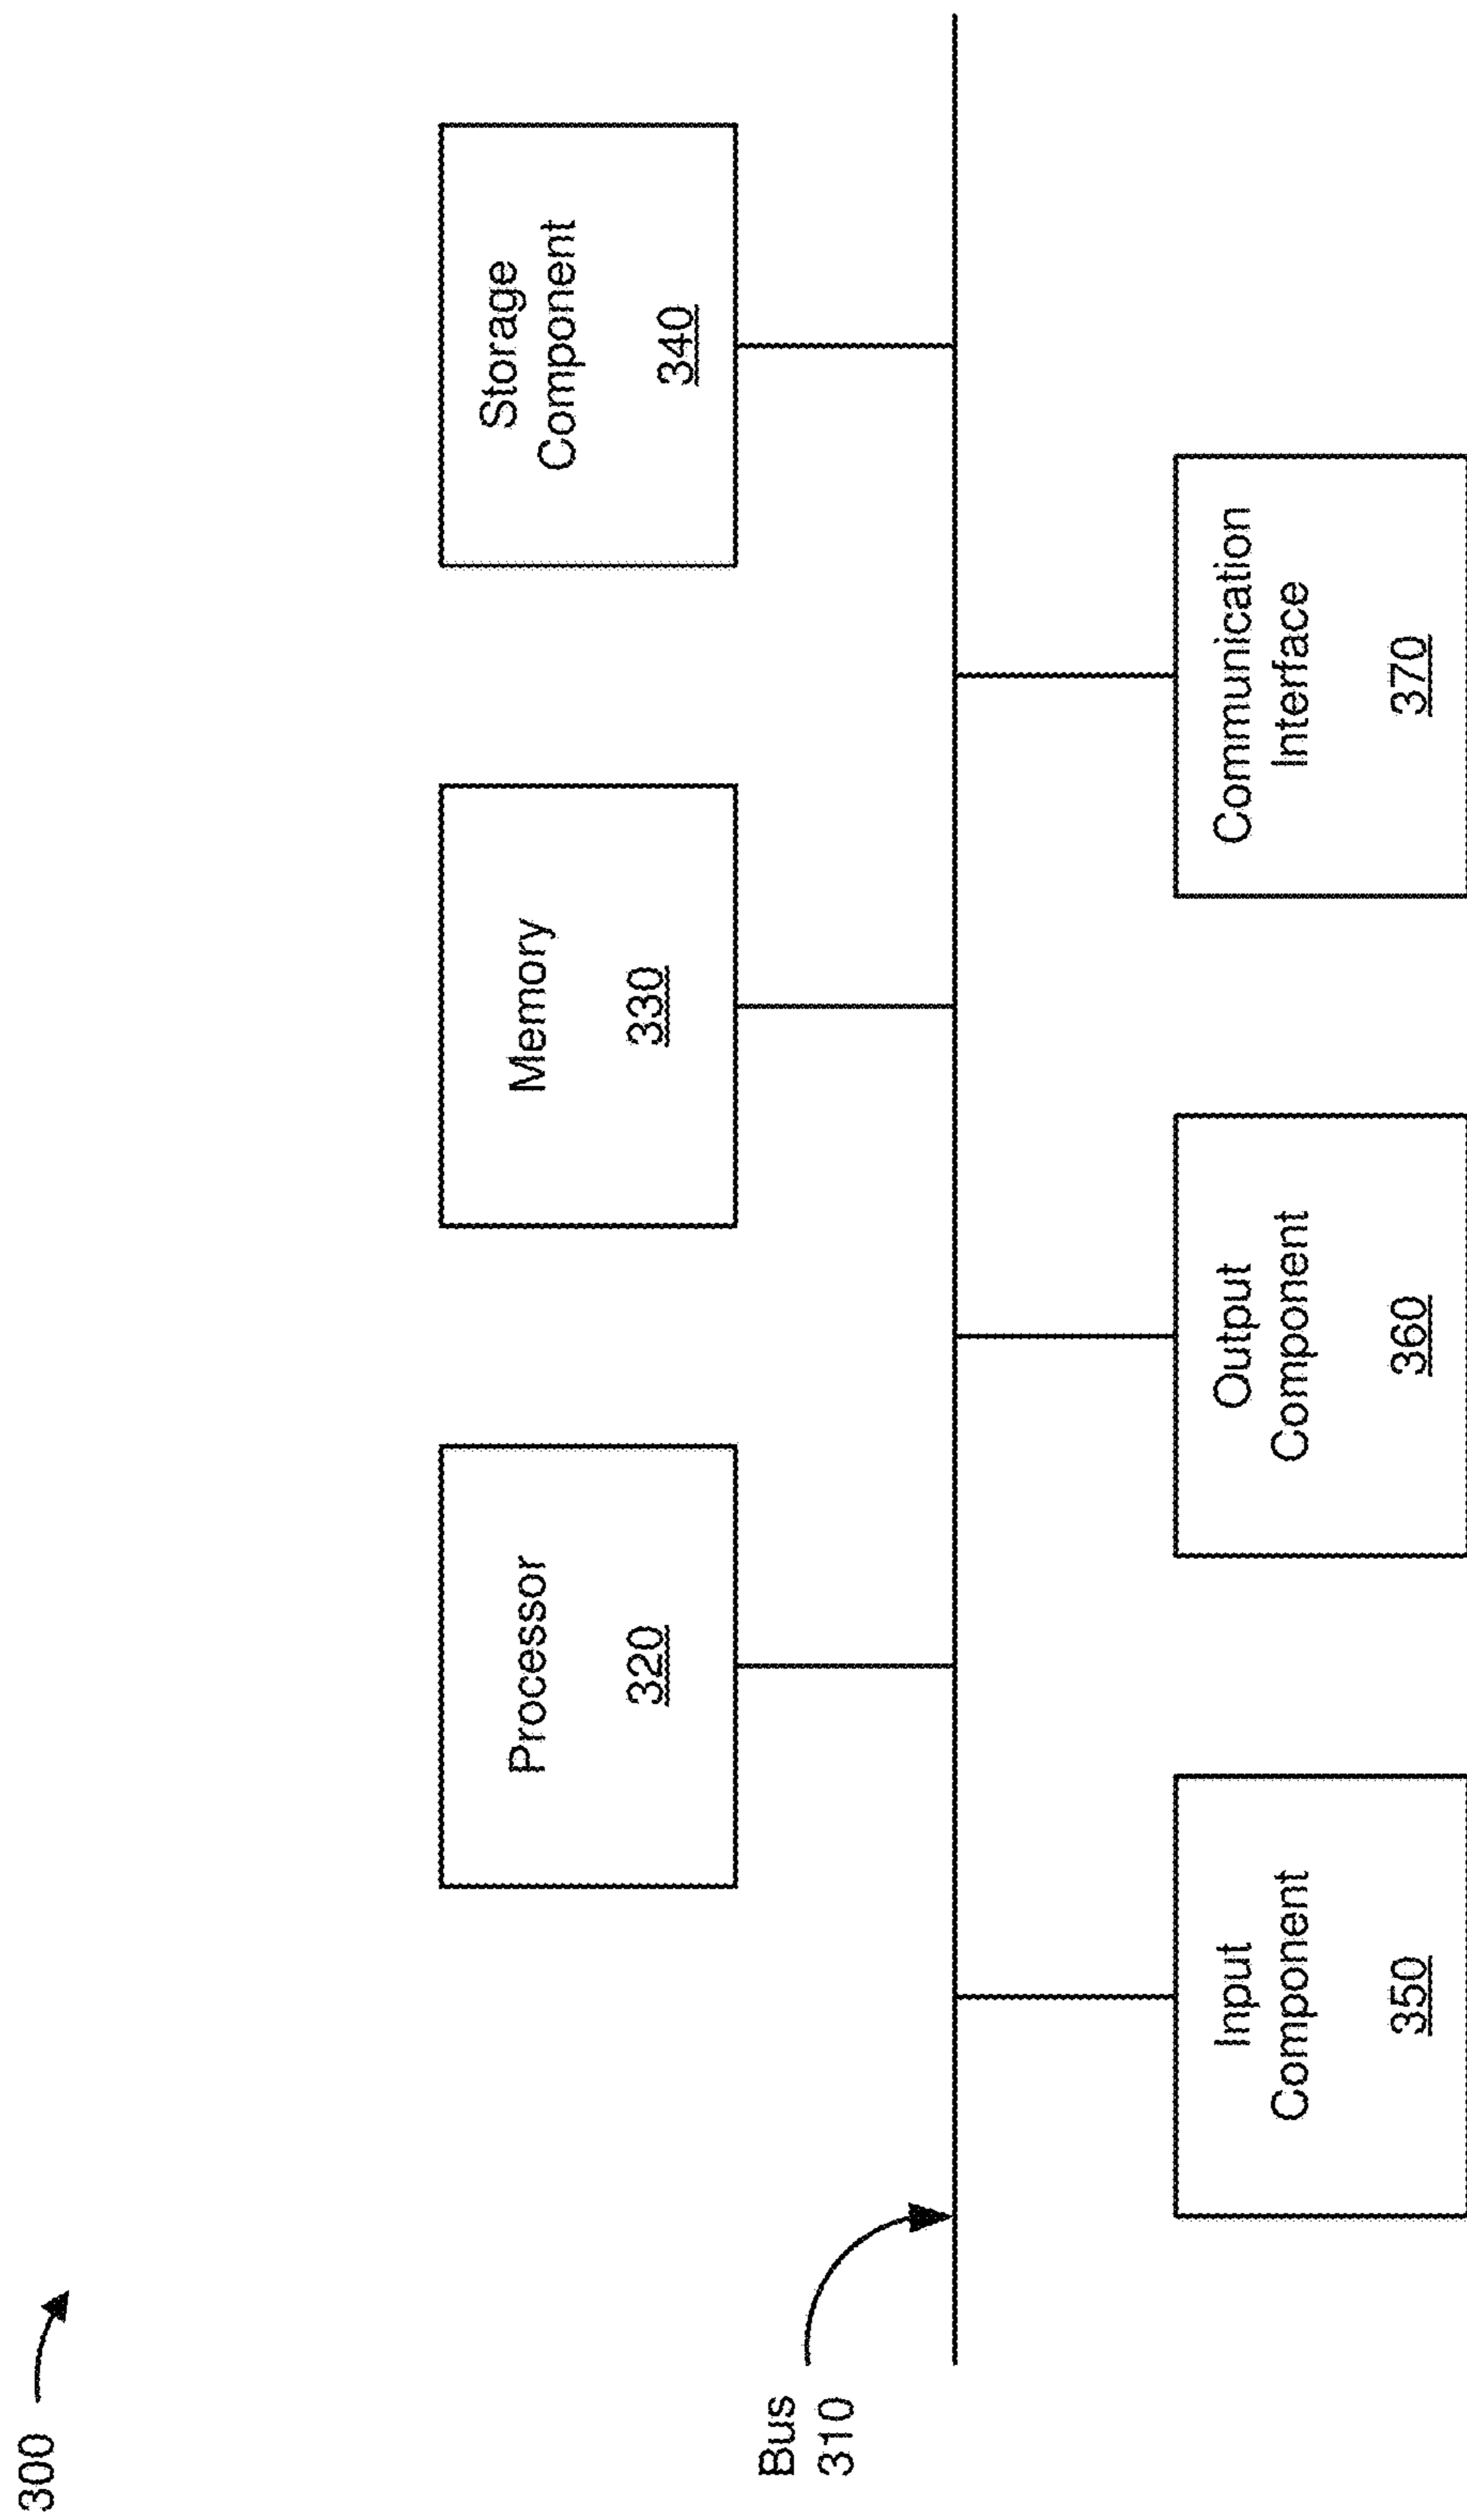 300
Bus
310
Processor
320
Memory
330
Storage
Component
340
Input
Component
350
Output
Component
360
Communication
Interface
370